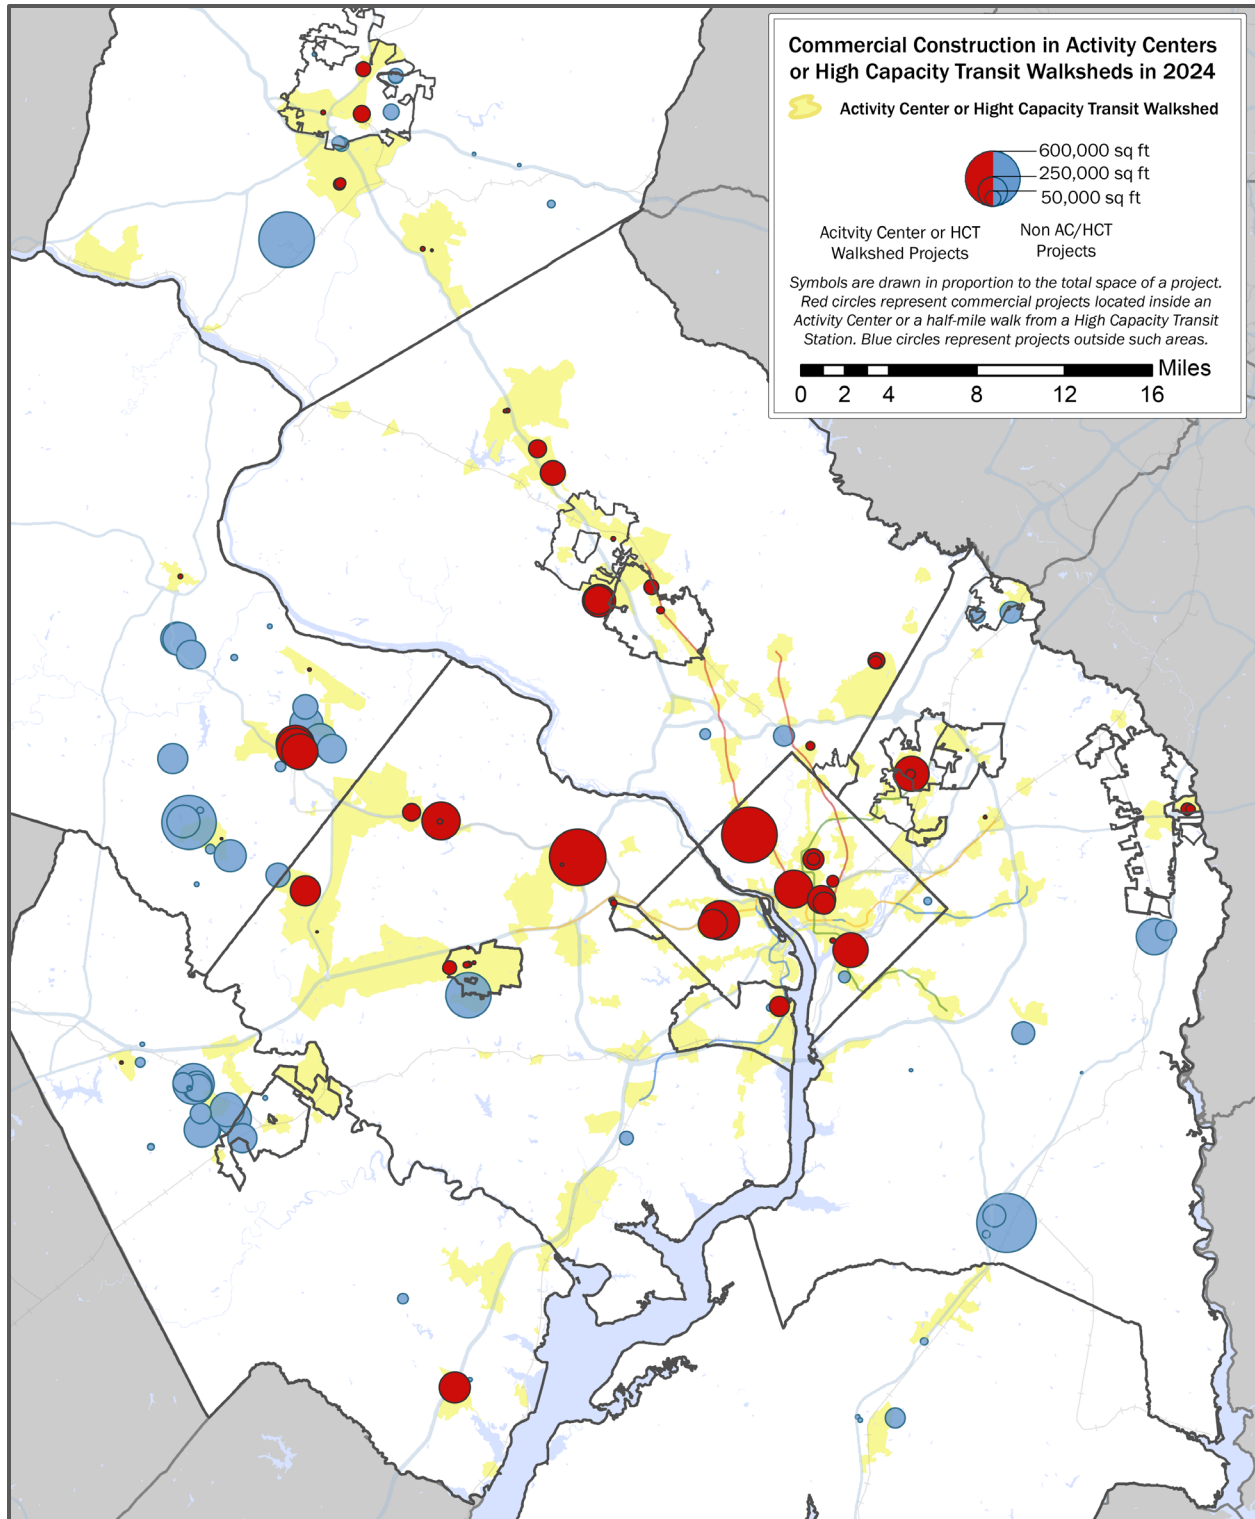 Commercial Construction in Activity Centers
or High Capacity Transit Walksheds in 2024
Activity Center or Hight Capacity Transit Walkshed
600,000 sq ft
250,000 sq ft
50,000 sq ft
Acitvity Center or HCT
Walkshed Projects
Non AC/HCT
Projects
Symbols are drawn in proportion to the total space of a project.
Red circles represent commercial projects located inside an
Activity Center or a half-mile walk from a High Capacity Transit
Station. Blue circles represent projects outside such areas.
Miles
0 2 4 8 12 16